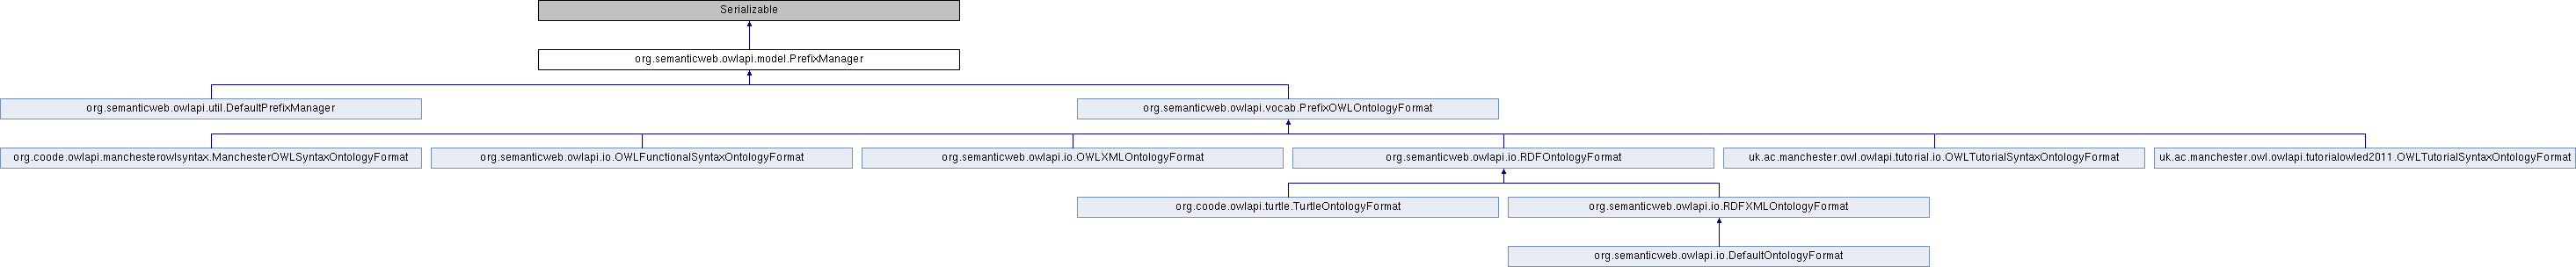 Serializable
org.semanticweb.owlapi.model.PrefixManager
org.semanticweb.owlapi.util.DefaultPrefixManager
org.semanticweb.owlapi.vocab.PrefixOWLOntologyFormat
org.coode.owlapi.manchesterowlsyntax.ManchesterOWLSyntaxOntologyFormat
org.semanticweb.owlapi.io.OWLFunctionalSyntaxOntologyFormat
org.semanticweb.owlapi.io.OWLXMLOntologyFormat
org.semanticweb.owlapi.io.RDFOntologyFormat
uk.ac.manchester.owl.owlapi.tutorial.io.OWLTutorialSyntaxOntologyFormat
uk.ac.manchester.owl.owlapi.tutorialowled2011.OWLTutorialSyntaxOntologyFormat
org.coode.owlapi.turtle.TurtleOntologyFormat
org.semanticweb.owlapi.io.RDFXMLOntologyFormat
org.semanticweb.owlapi.io.DefaultOntologyFormat